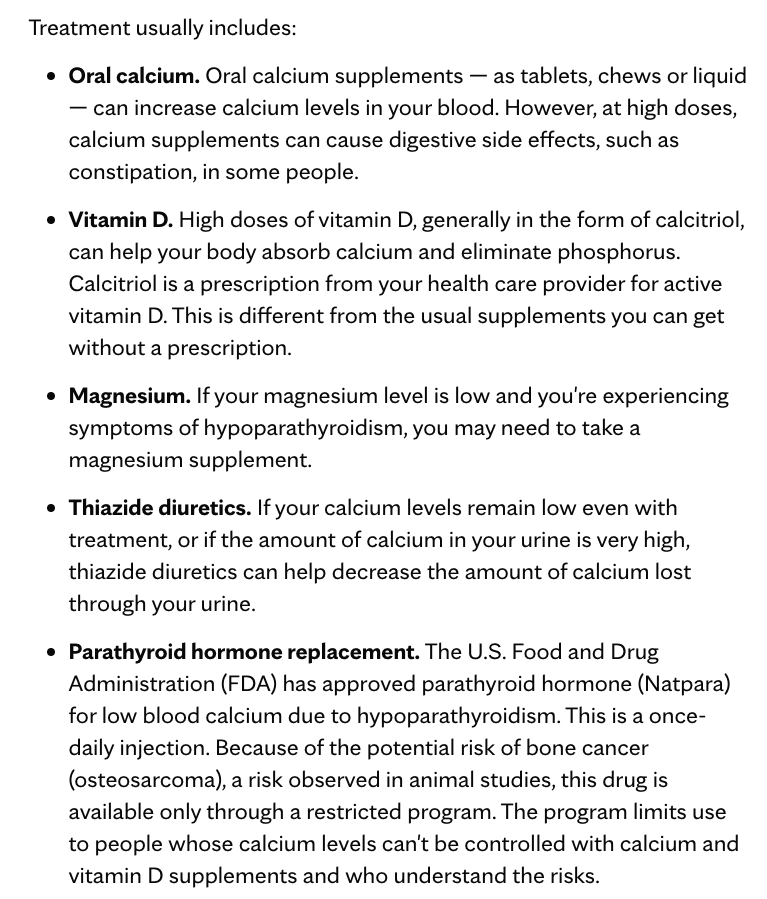 Treatment usually includes:
• Oral calcium. Oral calcium supplements — as tablets, chews or liquid
— can increase calcium levels in your blood. However, at high doses,
calcium supplements can cause digestive side effects, such as
constipation, in some people.
• Vitamin D. High doses of vitamin D, generally in the form of calcitriol,
can help your body absorb calcium and eliminate phosphorus.
Calcitriol is a prescription from your health care provider for active
vitamin D. This is different from the usual supplements you can get
without a prescription.
• Magnesium. If your magnesium level is low and you're experiencing
symptoms of hypoparathyroidism, you may need to take a
magnesium supplement.
• Thiazide diuretics. If your calcium levels remain low even with
treatment, or if the amount of calcium in your urine is very high,
thiazide diuretics can help decrease the amount of calcium lost
through your urine.
• Parathyroid hormone replacement. The U.S. Food and Drug
Administration (FDA) has approved parathyroid hormone (Natpara)
for low blood calcium due to hypoparathyroidism. This is a once-
daily injection. Because of the potential risk of bone cancer
(osteosarcoma), a risk observed in animal studies, this drug is
available only through a restricted program. The program limits use
to people whose calcium levels can't be controlled with calcium and
vitamin D supplements and who understand the risks.